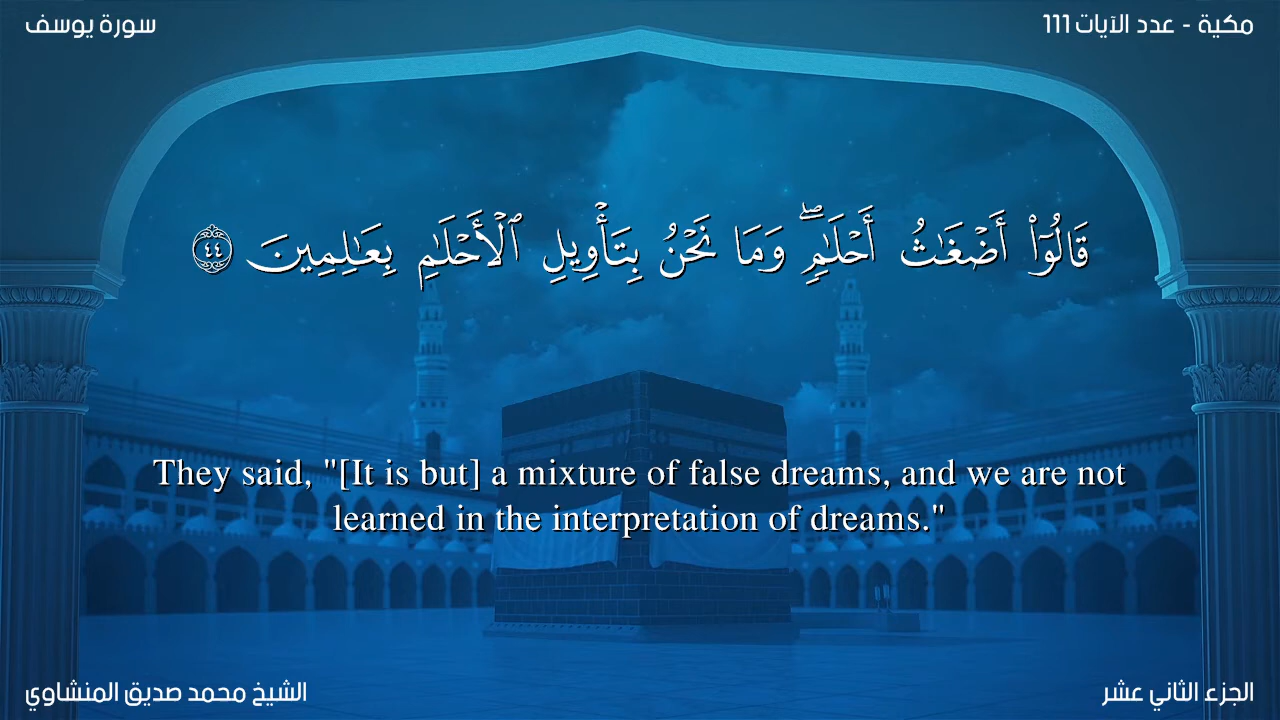 مكية - عدد الآيات 111
سورة يوسف
قَالُوٓا۟ أَضْغَٰثُ أَحْلَٰمٍۢ ۖ وَمَا نَحْنُ بِتَأْوِيلِ ٱلْأَحْلَٰمِ بِعَٰلِمِينَ ٤٤
They said, "[It is but] a mixture of false dreams, and we are not
learned in the interpretation of dreams."
الجزء الثاني عشر
الشيخ محمد صديق المنشاوي